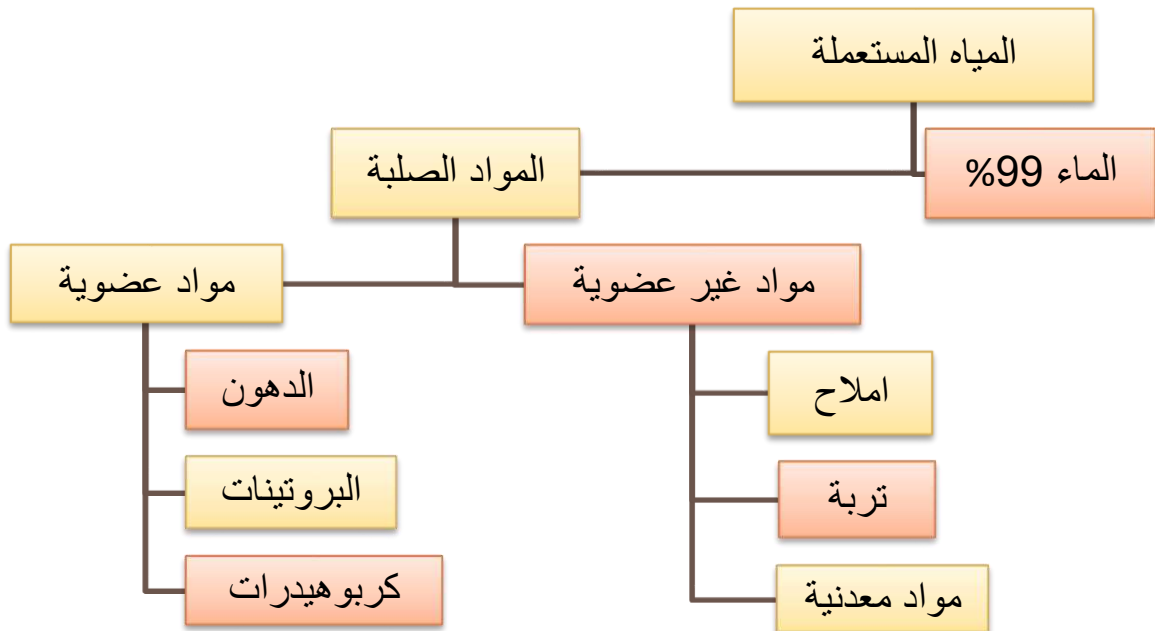 المياه المستعملة
الماء 99%
المواد الصلبة
مواد غير عضوية
مواد عضوية
املاح
تربة
مواد معدنية
الدهون
البروتينات
كربوهيدرات